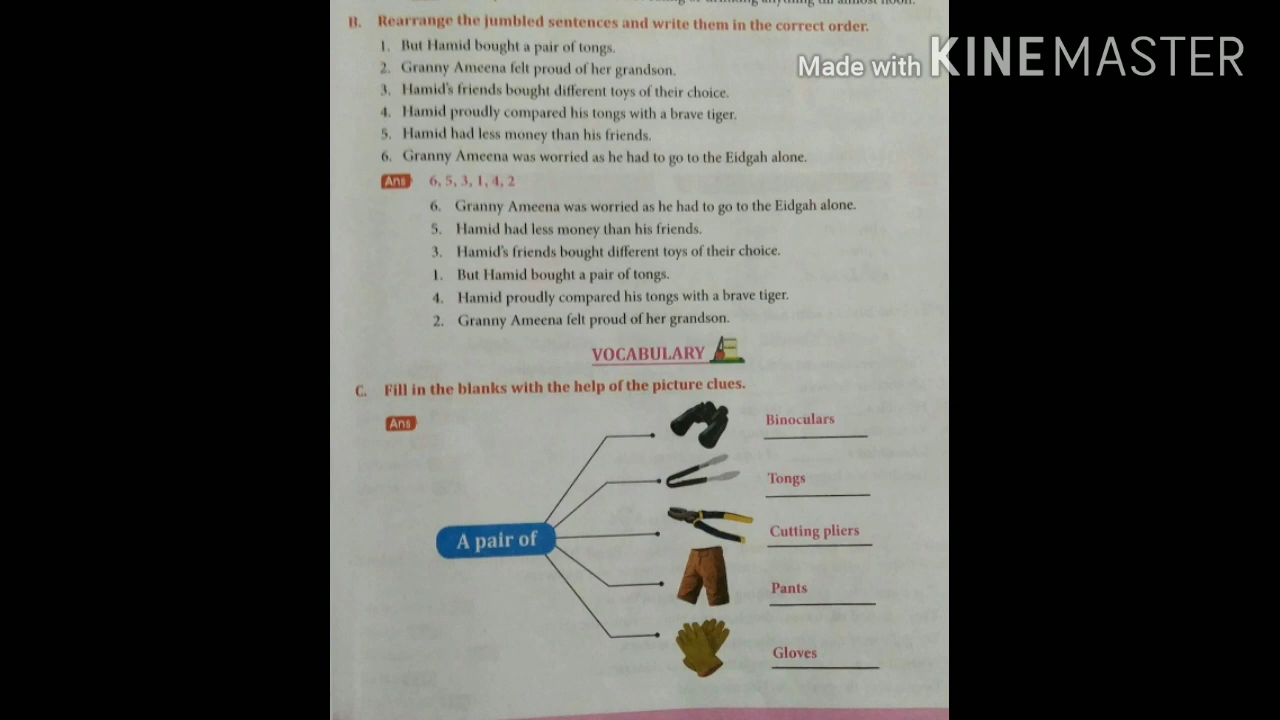 anything till almost noon.
B. Rearrange the jumbled sentences and write them in the correct order.
Made with KINEMASTER
1. But Hamid bought a pair of tongs.
2. Granny Ameena felt proud of her grandson.
3. Hamid's friends bought different toys of their choice.
4. Hamid proudly compared his tongs with a brave tiger.
5. Hamid had less money than his friends.
6. Granny Ameena was worried as he had to go to the Eidgah alone.
Ans 6, 5, 3, 1, 4, 2
6. Granny Ameena was worried as he had to go to the Eidgah alone.
5. Hamid had less money than his friends.
3. Hamid's friends bought different toys of their choice.
1. But Hamid bought a pair of tongs.
4. Hamid proudly compared his tongs with a brave tiger.
2. Granny Ameena felt proud of her grandson.
VOCABULARY
C. Fill in the blanks with the help of the picture clues.
Ans
Binoculars
Tongs
Cutting pliers
A pair of
Pants
Gloves